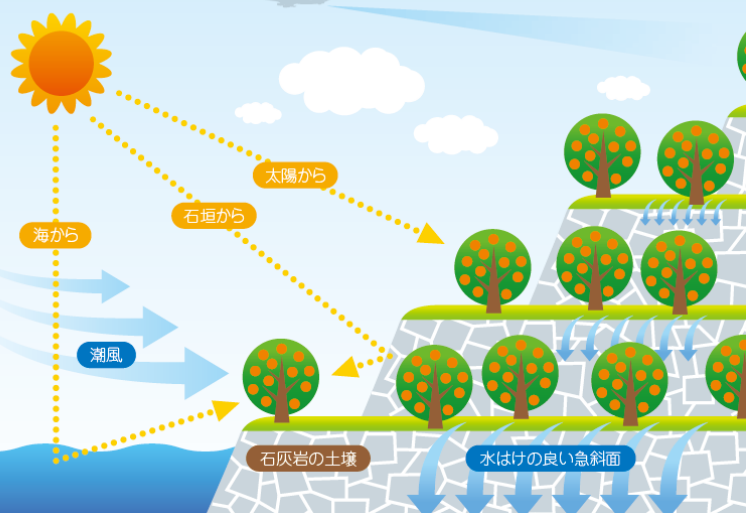 太陽から
石垣から
海から
潮風
石灰岩の土壌
水はけの良い急斜面